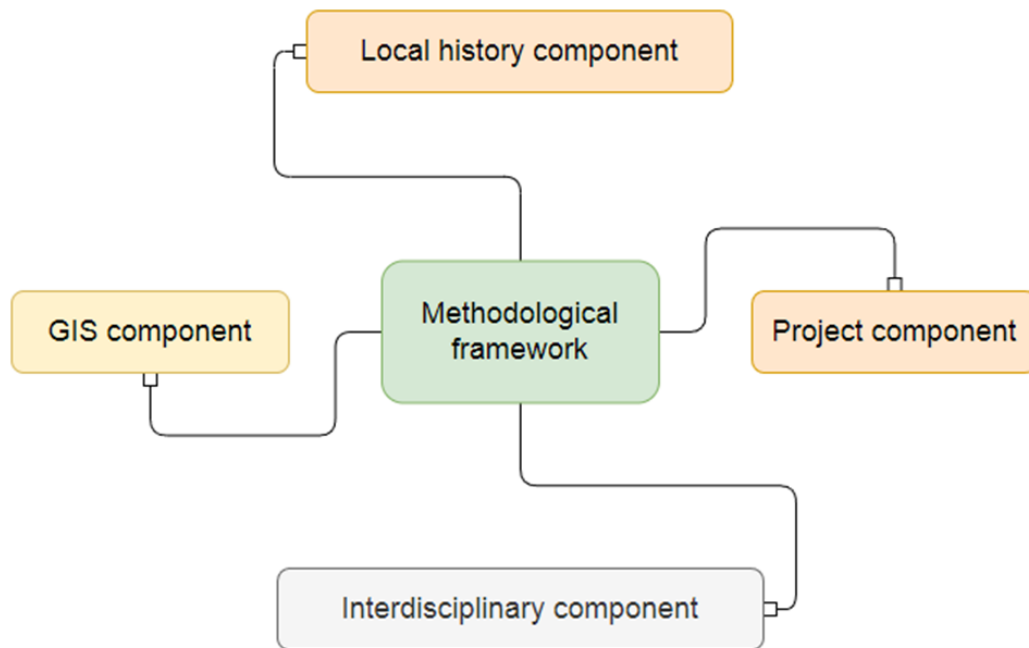 Local history component
Methodological
framework
GIS component
Project component
Interdisciplinary component